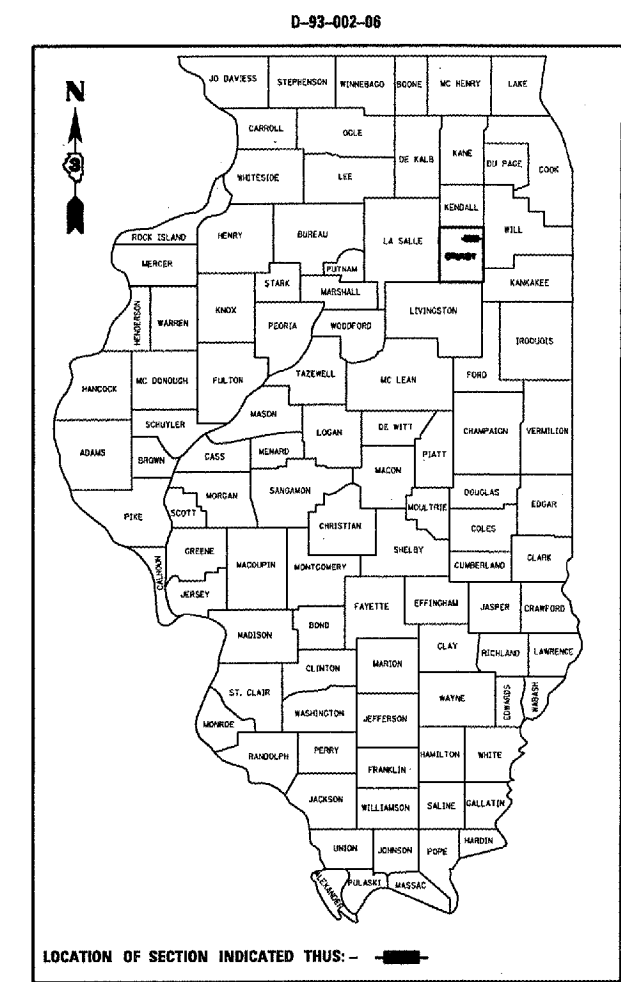 D-93-002-06
JO DAVIESS
STEPHENSON
WINNEBAGO
BOONE
MC HENRY
LAKE
N
CARROLL
OGLE
DE KALB
KANE
DU PAGE
COOK
3
WHITESIDE
LEE
KENDALL
WILL
ROCK ISLAND
HENRY
BUREAU
LA SALLE
GRUNDY
MERCER
PUTNAM
STARK
MARSHALL
KANKAKEE
HENDERSON
WARREN
KNOX
PEORIA
WOODFORD
LIVINGSTON
IROQUOIS
HANCOCK
MC DONOUGH
FULTON
TAZEWELL
MC LEAN
FORD
SCHUYLER
MASON
LOGAN
DE WITT
CHAMPAIGN
VERMILION
ADAMS
BROWN
CASS
MENARD
MACON
PIATT
PIKE
SCOTT
MORGAN
SANGAMON
CHRISTIAN
MOULTRIE
DOUGLAS
EDGAR
COLES
CALHOUN
GREENE
MACOUPIN
MONTGOMERY
SHELBY
CUMBERLAND
CLARK
JERSEY
FAYETTE
EFFINGHAM
JASPER
CRAWFORD
MADISON
BOND
CLAY
RICHLAND
LAWRENCE
CLINTON
MARION
ST. CLAIR
WAYNE
EDWARDS
WABASH
MONROE
WASHINGTON
JEFFERSON
RANDOLPH
PERRY
HAMILTON
WHITE
FRANKLIN
JACKSON
WILLIAMSON
SALINE
GALLATIN
UNION
JOHNSON
POPE
HARDIN
ALEXANDER
PULASKI
MASSAC
LOCATION OF SECTION INDICATED THUS:-